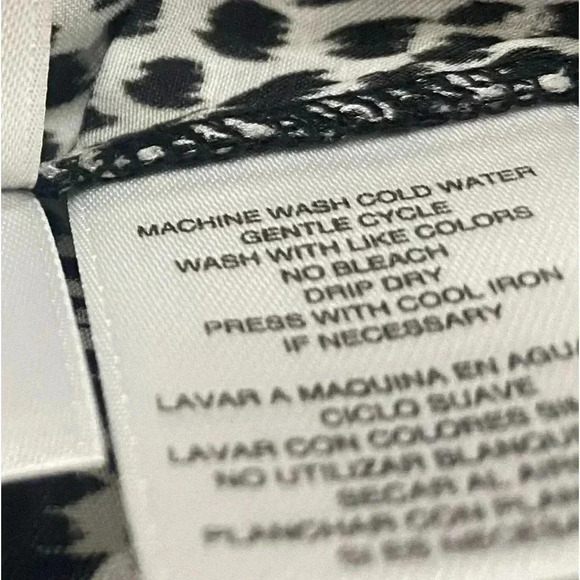 MACHINE WASH COLD WATER
GENTLE CYCLE
WASH WITH LIKE COLORS
NO BLEACH
DRIP DRY
PRESS WITH COOL IRON
IF NECESSARY
LAVAR A MAQUINA EN AGUA
CICLO SUAVE
LAVAR CON COLORES
NO UTILIZAR
SECAR AL
PLANCHAR CON
SI ES